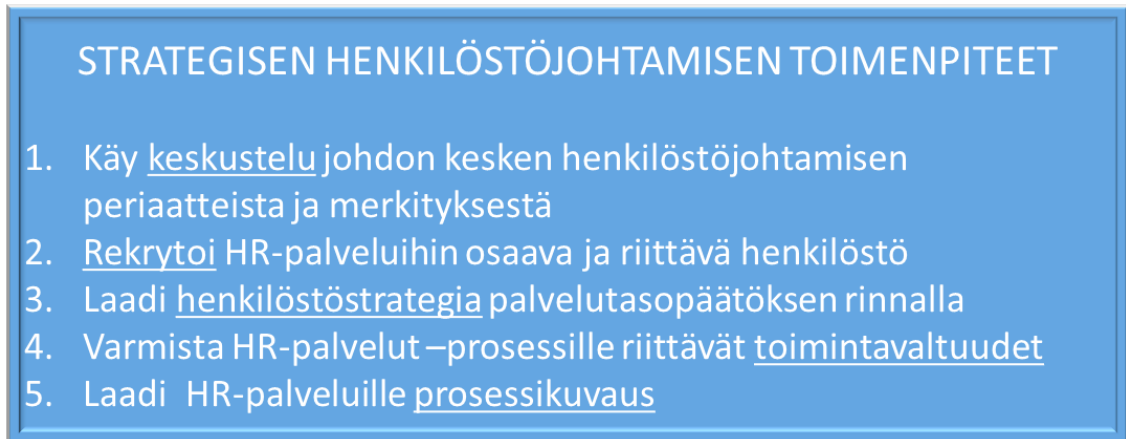 STRATEGISEN HENKILÖSTÖJOHTAMISEN TOIMENPITEET
1. Käy keskustelu johdon kesken henkilöstöjohtamisen
periaatteista ja merkityksestä
2. Rekrytoi HR-palveluihin osaava ja riittävä henkilöstö
3. Laadi henkilöstöstrategia palvelutasopäätöksen rinnalla
4. Varmista HR-palvelut –prosessille riittävät toimintavaltuudet
5. Laadi HR-palveluille prosessikuvaus